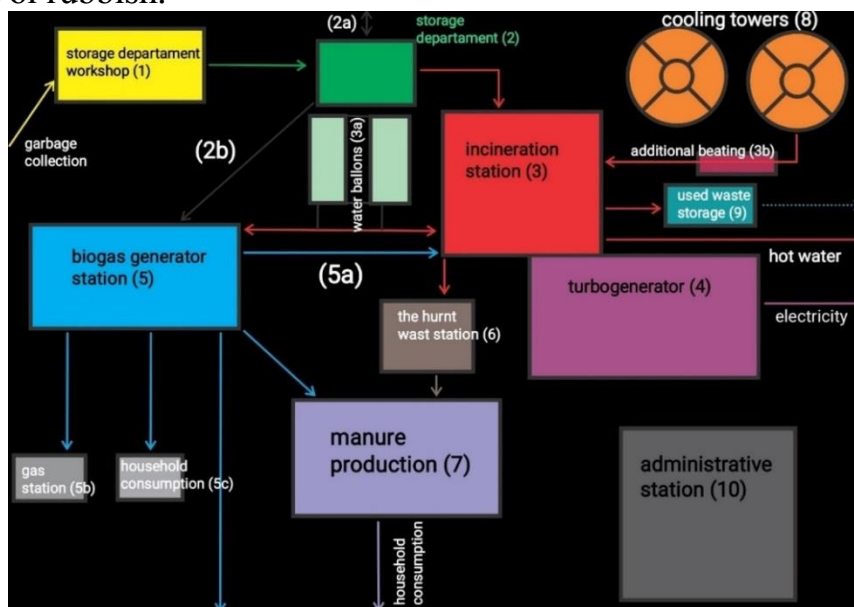 of rubbish.
(2a)
storage
departament (2)
cooling towers (8)
storage departament
workshop (1)
garbage
collection
(2b)
water ballons (3a)
incineration
station (3)
additional beating (3b)
used waste
storage (9)
hot water
biogas generator
station (5)
(5a)
turbogenerator (4)
electricity
the hurnt
wast station (6)
manure
production (7)
gas
station (5b)
household
consumption (5c)
administrative
station (10)
household
consumption